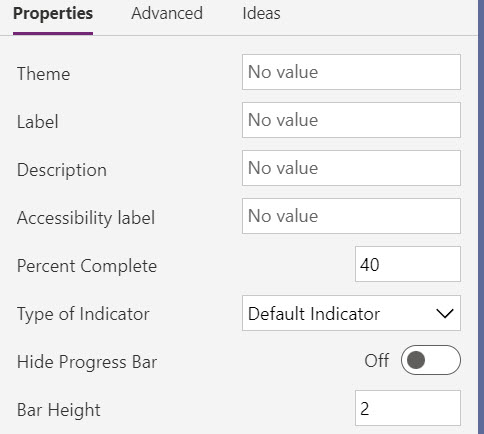 Properties Advanced Ideas
Theme No value
Label No value
Description No value
Accessibility label No value
Percent Complete 40
Type of Indicator Default Indicator
Hide Progress Bar Off
Bar Height 2